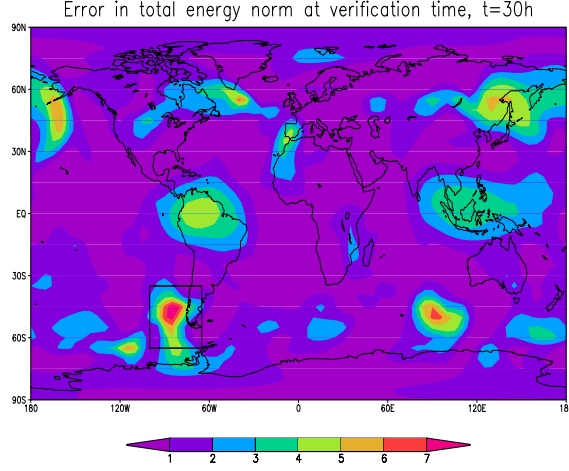 Error in total energy norm at verification time, t=30h
90N
60N
30N
EQ
30S
60S
90S
180 120W 60W 0 60E 120E 180
1 2 3 4 5 6 7